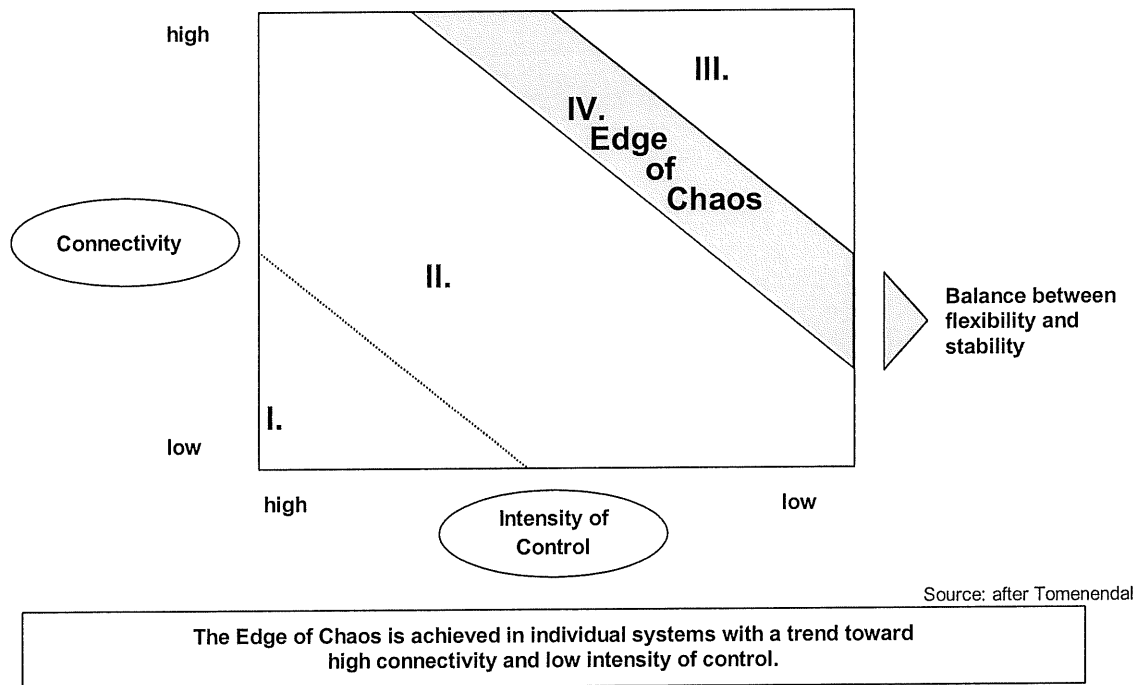 high
III.
IV.
Edge
of
Chaos
Connectivity
II.
Balance between
flexibility and
stability
I.
low
high
low
Intensity of
Control
Source: after Tomenendal
The Edge of Chaos is achieved in individual systems with a trend toward
high connectivity and low intensity of control.